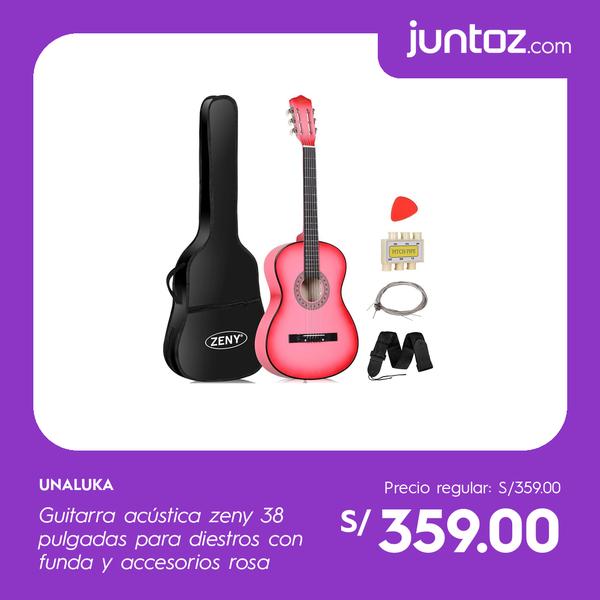 juntoz.com
PITCH PIPE
ZENY®
UNALUKA
Guitarra acústica zeny 38
pulgadas para diestros con
funda y accesorios rosa
Precio regular: S/359.00
S/ 359.00